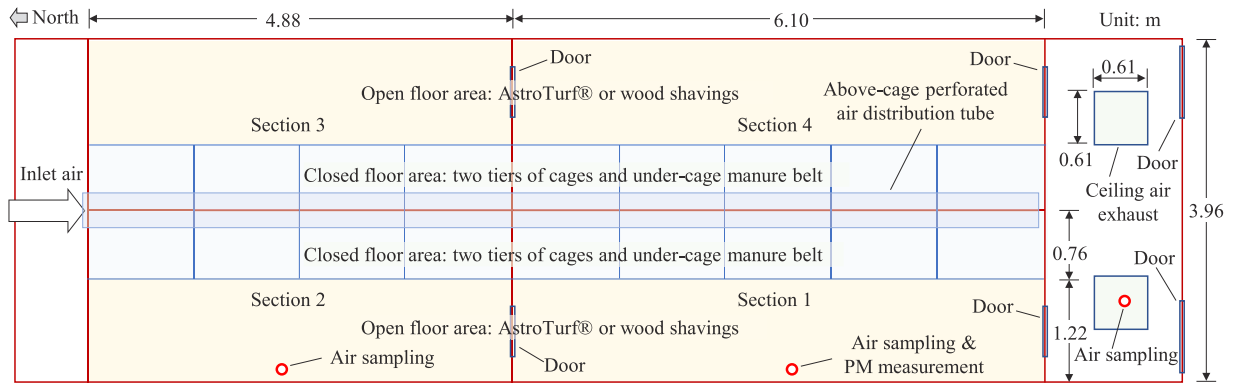 North
4.88
6.10
Unit: m
Door
Door
0.61
Open floor area: AstroTurf® or wood shavings
Above-cage perforated
air distribution tube
Section 3
Section 4
0.61
Door
Inlet air
Closed floor area: two tiers of cages and under-cage manure belt
Ceiling air
exhaust
3.96
Closed floor area: two tiers of cages and under-cage manure belt
0.76
Door
Section 2
Section 1
Door
Open floor area: AstroTurf® or wood shavings
1.22
Air sampling
Door
Air sampling &
PM measurement
Air sampling